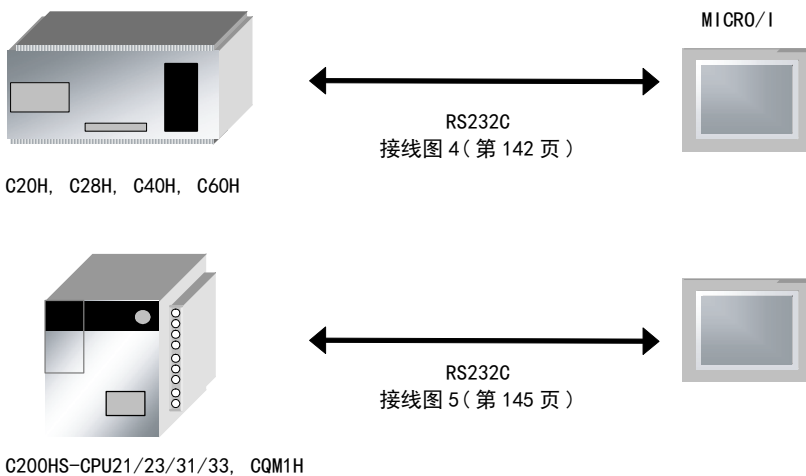 MICRO/I
RS232C
接线图 4( 第 142 页 )
C20H, C28H, C40H, C60H
RS232C
接线图 5( 第 145 页 )
C200HS-CPU21/23/31/33, CQM1H